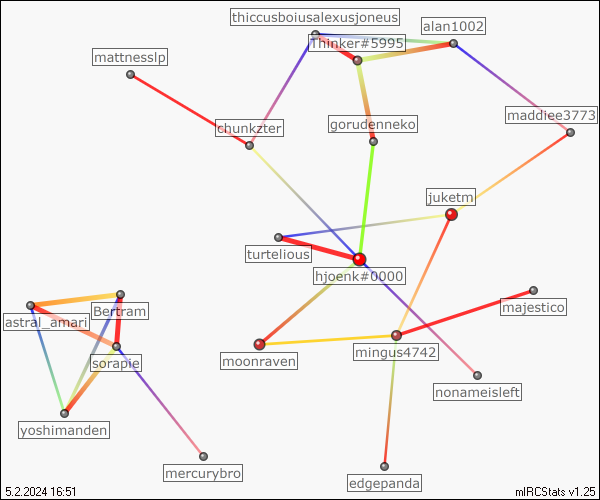 thiccusboiusalexusjoneus
alan1002
Thinker#5995
mattnesslp
maddiee3773
chunkzter
gorudenneko
juketm
turtelious
hjoenk#0000
majestico
Bertram
astral_amari
mingus4742
moonraven
sorapie
nonameisleft
yoshimanden
mercurybro
edgepanda
5.2.2024 16:51
mIRCStats v1.25